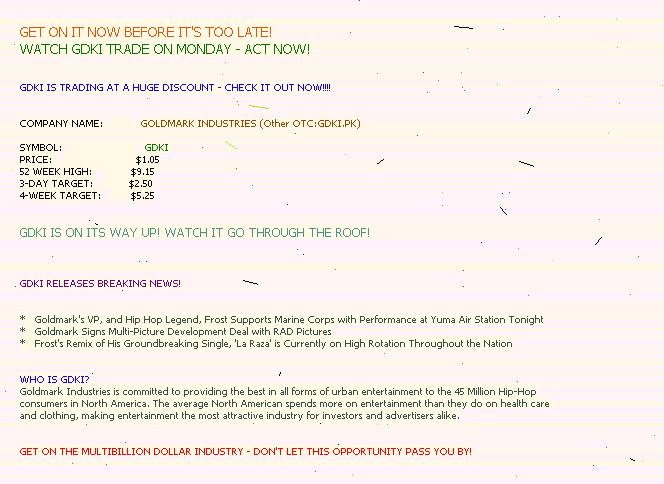 GET ON IT NOW BEFORE IT'S TOO LATE!
WATCH GDKI TRADE ON MONDAY - ACT NOW!
GDKI IS TRADING AT A HUGE DISCOUNT - CHECK IT OUT NOW!!!!
COMPANY NAME: GOLDMARK INDUSTRIES (Other OTC:GDKI.PK)
SYMBOL: GDKI
PRICE: $1.05
52 WEEK HIGH: $9.15
3-DAY TARGET: $2.50
4-WEEK TARGET: $5.25
GDKI IS ON ITS WAY UP! WATCH IT GO THROUGH THE ROOF!
GDKI RELEASES BREAKING NEWS!
* Goldmark's VP, and Hip Hop Legend, Frost Supports Marine Corps with Performance at Yuma Air Station Tonight
* Goldmark Signs Multi-Picture Development Deal with RAD Pictures
* Frost's Remix of His Groundbreaking Single, 'La Raza' is Currently on High Rotation Throughout the Nation
WHO IS GDKI?
Goldmark Industries is committed to providing the best in all forms of urban entertainment to the 45 Million Hip-Hop
consumers in North America. The average North American spends more on entertainment than they do on health care
and clothing, making entertainment the most attractive industry for investors and advertisers alike.
GET ON THE MULTIBILLION DOLLAR INDUSTRY - DON'T LET THIS OPPORTUNITY PASS YOU BY!